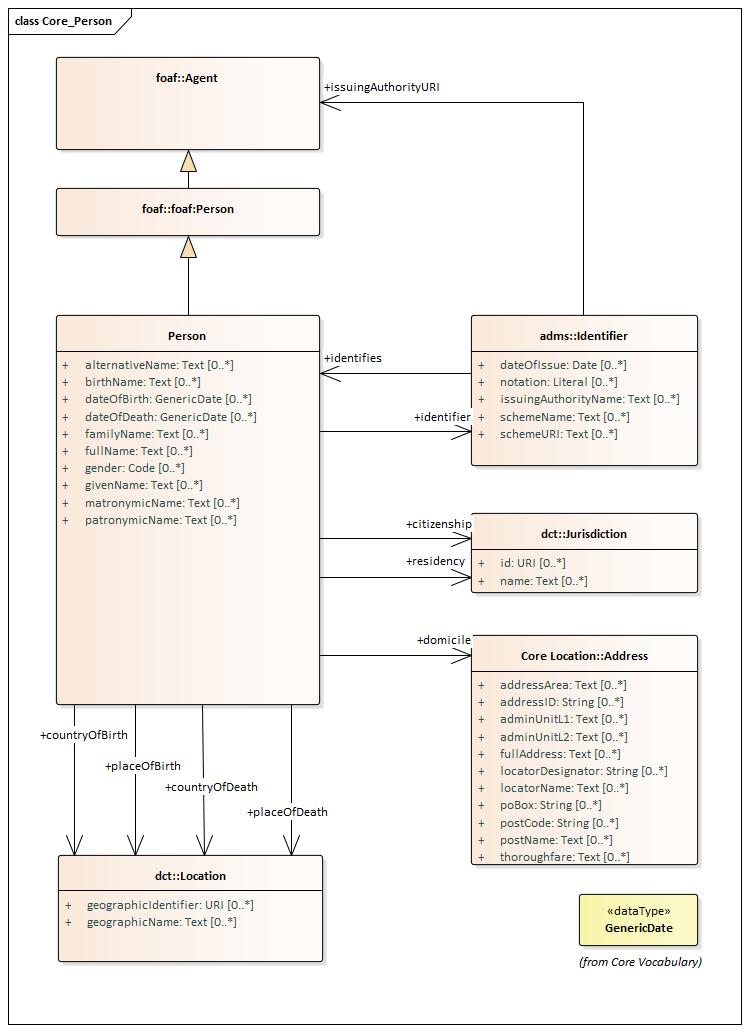 class Core_Person
foaf::Agent
+issuingAuthorityURI
foaf::foaf:Person
Person
+ alternativeName: Text [0..*]
+ birthName: Text [0..*]
+ dateOfBirth: GenericDate [0..*]
+ dateOfDeath: GenericDate [0..*]
+ familyName: Text [0..*]
+ fullName: Text [0..*]
+ gender: Code [0..*]
+ givenName: Text [0..*]
+ matronymicName: Text [0..*]
+ patronymicName: Text [0..*]
+identifies
+identifier
adms::Identifier
+ dateOfIssue: Date [0..*]
+ notation: Literal [0..*]
+ issuingAuthorityName: Text [0..*]
+ schemeName: Text [0..*]
+ schemeURI: Text [0..*]
+citizenship
+residency
dct::Jurisdiction
+ id: URI [0..*]
+ name: Text [0..*]
+domicile
Core Location::Address
+ addressArea: Text [0..*]
+ addressID: String [0..*]
+ adminUnitL1: Text [0..*]
+ adminUnitL2: Text [0..*]
+ fullAddress: Text [0..*]
+ locatorDesignator: String [0..*]
+ locatorName: Text [0..*]
+ poBox: String [0..*]
+ postCode: String [0..*]
+ postName: Text [0..*]
+ thoroughfare: Text [0..*]
+countryOfBirth
+placeOfBirth
+countryOfDeath
+placeOfDeath
dct::Location
+ geographicIdentifier: URI [0..*]
+ geographicName: Text [0..*]
«dataType»
GenericDate
(from Core Vocabulary)